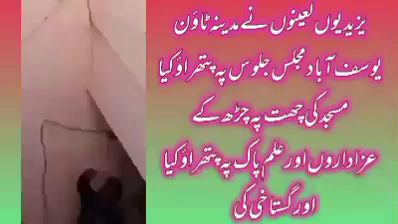 یزیدیوں لعینوں نے مدینہ ٹاؤن
یوسف آباد مجلس جلوس پہ پتھراؤ کیا
مسجد کی چھت پہ چڑھ کے
عزاداروں اور علم پاک پہ پتھراؤ کیا
اور گستاخی کی